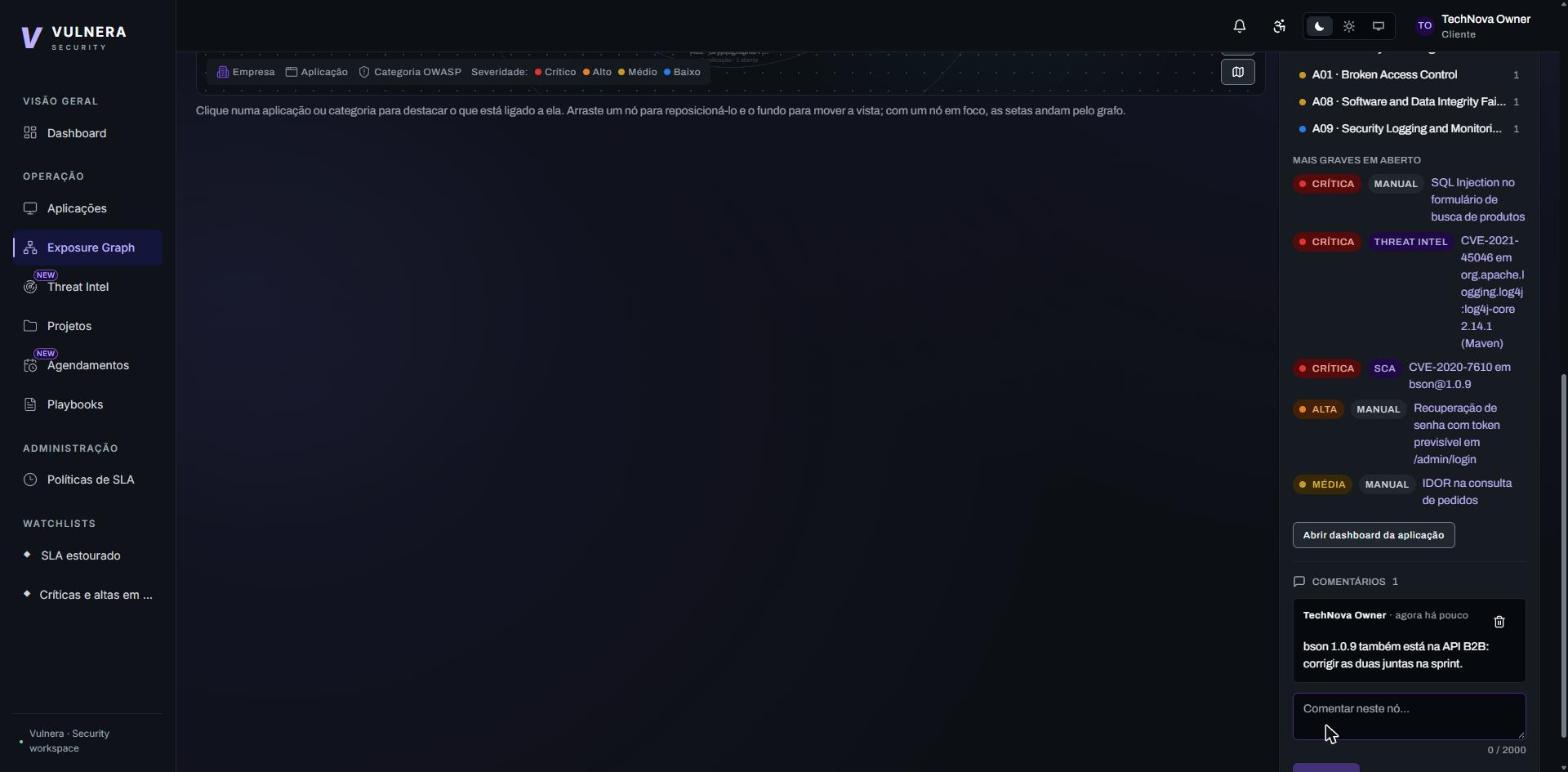 VULNERA
SECURITY
TO
TechNova Owner
Cliente
VISÃO GERAL
Dashboard
OPERAÇÃO
Aplicações
Exposure Graph
NEW
Threat Intel
Projetos
NEW
Agendamentos
Playbooks
ADMINISTRAÇÃO
Políticas de SLA
WATCHLISTS
SLA estourado
Críticas e altas em ...
Vulnera · Security
workspace
Empresa Aplicação Categoria OWASP Severidade: Crítico Alto Médio Baixo
Clique numa aplicação ou categoria para destacar o que está ligado a ela. Arraste um nó para reposicioná-lo e o fundo para mover a vista; com um nó em foco, as setas andam pelo grafo.
A01 · Broken Access Control 1
A08 · Software and Data Integrity Fai... 1
A09 · Security Logging and Monitori... 1
MAIS GRAVES EM ABERTO
CRÍTICA MANUAL SQL Injection no
formulário de
busca de produtos
CRÍTICA THREAT INTEL CVE-2021-
45046 em
org.apache.l
ogging.log4j
:log4j-core
2.14.1
(Maven)
CRÍTICA SCA CVE-2020-7610 em
bson@1.0.9
ALTA MANUAL Recuperação de
senha com token
previsível em
/admin/login
MÉDIA MANUAL IDOR na consulta
de pedidos
Abrir dashboard da aplicação
COMENTÁRIOS 1
TechNova Owner · agora há pouco
bson 1.0.9 também está na API B2B:
corrigir as duas juntas na sprint.
Comentar neste nó...
0 / 2000